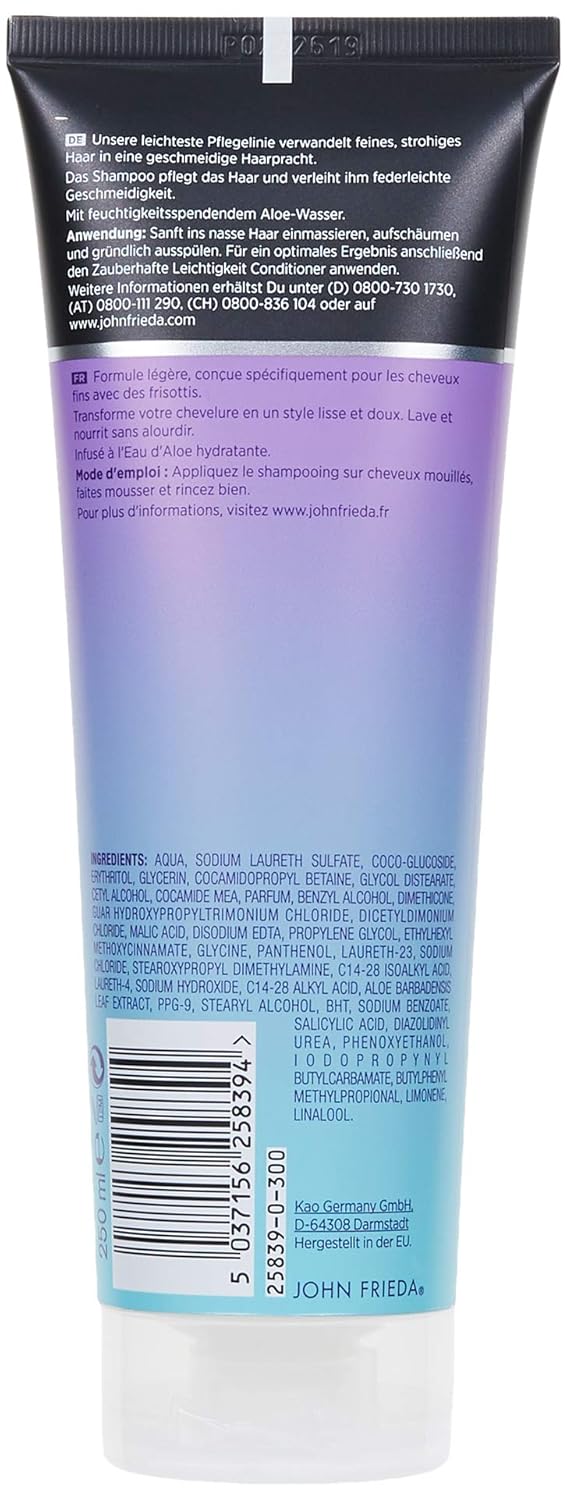 DE Unsere leichteste Pflegelinie verwandelt feines, strohiges
Haar in eine geschmeidige Haarpracht.
Das Shampoo pflegt das Haar und verleiht ihm federleichte
Geschmeidigkeit.
Mit feuchtigkeitsspendendem Aloe-Wasser.
Anwendung: Sanft ins nasse Haar einmassieren, aufschäumen
und gründlich ausspülen. Für ein optimales Ergebnis anschließend
den Zauberhafte Leichtigkeit Conditioner anwenden.
Weitere Informationen erhältst Du unter (D) 0800-730 1730,
(AT) 0800-111 290, (CH) 0800-836 104 oder auf
www.johnfrieda.com
FR Formule légère, conçue spécifiquement pour les cheveux
fins avec des frisottis.
Transforme votre chevelure en un style lisse et doux. Lave et
nourrit sans alourdir.
Infusé à l'Eau d'Aloe hydratante.
Mode d'emploi : Appliquez le shampooing sur cheveux mouillés,
faites mousser et rincez bien.
Pour plus d'informations, visitez www.johnfrieda.fr
INGREDIENTS: AQUA, SODIUM LAURETH SULFATE, COCO-GLUCOSIDE,
ERYTHRITOL, GLYCERIN, COCAMIDOPROPYL BETAINE, GLYCOL DISTEARATE,
CETYL ALCOHOL, COCAMIDE MEA, PARFUM, BENZYL ALCOHOL, DIMETHICONE,
GUAR HYDROXYPROPYLTRIMONIUM CHLORIDE, DICETYLDIMONIUM
CHLORIDE, MALIC ACID, DISODIUM EDTA, PROPYLENE GLYCOL, ETHYLHEXYL
METHOXYCINNAMATE, GLYCINE, PANTHENOL, LAURETH-23, SODIUM
CHLORIDE, STEAROXYPROPYL DIMETHYLAMINE, C14-28 ISOALKYL ACID,
LAURETH-4, SODIUM HYDROXIDE, C14-28 ALKYL ACID, ALOE BARBADENSIS
LEAF EXTRACT, PPG-9, STEARYL ALCOHOL, BHT, SODIUM BENZOATE,
SALICYLIC ACID, DIAZOLIDINYL
UREA, PHENOXYETHANOL,
IODOPROPYNYL
BUTYLCARBAMATE, BUTYLPHENYL
METHYLPROPIONAL, LIMONENE,
LINALOOL.
250 ml e
5 037156 258394 >
25839-0-300
Kao Germany GmbH,
D-64308 Darmstadt
Hergestellt in der EU.
JOHN FRIEDA®